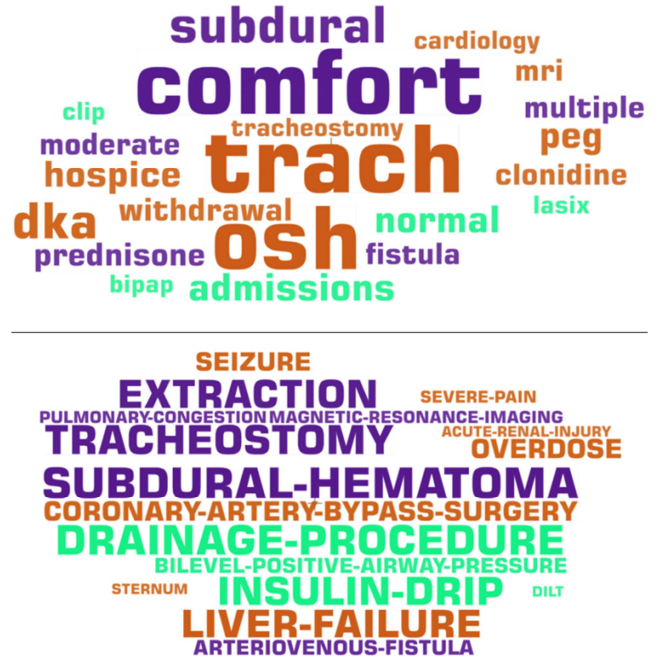 subdural
cardiology
comfort
mri
clip
multiple
tracheostomy
moderate
trach
peg
hospice
clonidine
withdrawal
lasix
dka
osh
normal
prednisone
fistula
bipap
admissions
SEIZURE
EXTRACTION
SEVERE-PAIN
PULMONARY-CONGESTION MAGNETIC-RESONANCE-IMAGING
TRACHEOSTOMY
ACUTE-RENAL-INJURY
OVERDOSE
SUBDURAL-HEMATOMA
CORONARY-ARTERY-BYPASS-SURGERY
DRAINAGE-PROCEDURE
BILEVEL-POSITIVE-AIRWAY-PRESSURE
STERNUM
INSULIN-DRIP
DILT
LIVER-FAILURE
ARTERIOVENOUS-FISTULA